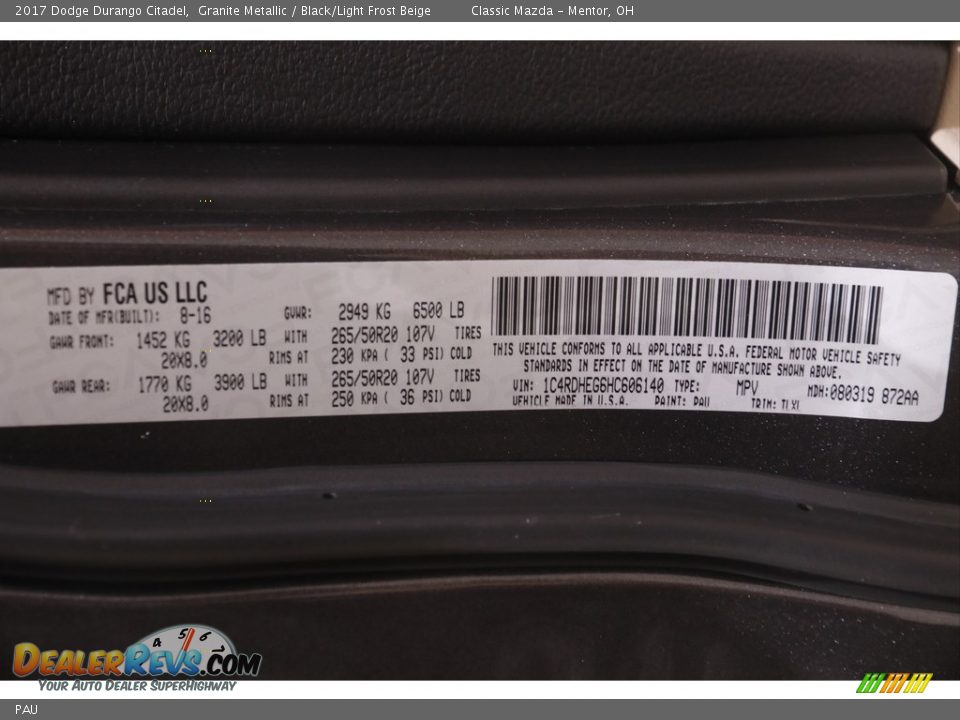 2017 Dodge Durango Citadel, Granite Metallic / Black/Light Frost Beige Classic Mazda - Mentor, OH
MFD BY FCA US LLC
DATE OF MFR(BUILT): 8-16 GVWR: 2949 KG 6500 LB
GAWR FRONT: 1452 KG 3200 LB WITH 265/50R20 107V TIRES
20X8.0 RIMS AT 230 KPA ( 33 PSI) COLD
GAWR REAR: 1770 KG 3900 LB WITH 265/50R20 107V TIRES
20X8.0 RIMS AT 250 KPA ( 36 PSI) COLD
THIS VEHICLE CONFORMS TO ALL APPLICABLE U.S.A. FEDERAL MOTOR VEHICLE SAFETY
STANDARDS IN EFFECT ON THE DATE OF MANUFACTURE SHOWN ABOVE.
VIN: 1C4RDHEG6HC606140 TYPE: MPV MDH:080319 872AA
VEHICLE MADE IN U.S.A. PAINT: PAU TRIM:
4 5 6 7
DEALERREVS.COM
YOUR AUTO DEALER SUPERHIGHWAY
PAU